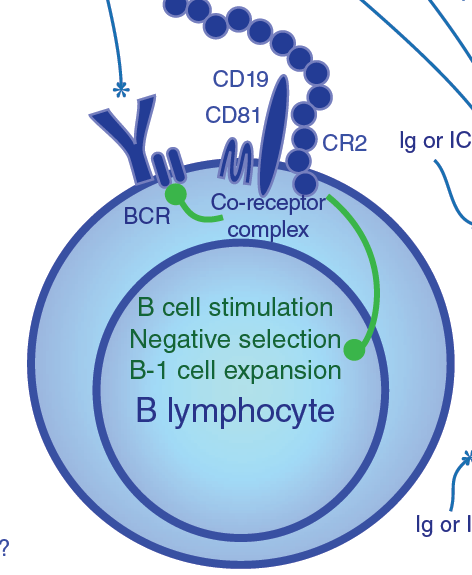 CD19
CD81
CR2
Ig or IC
BCR
Co-receptor
complex
B cell stimulation
Negative selection
B-1 cell expansion
B lymphocyte
Ig or I
?